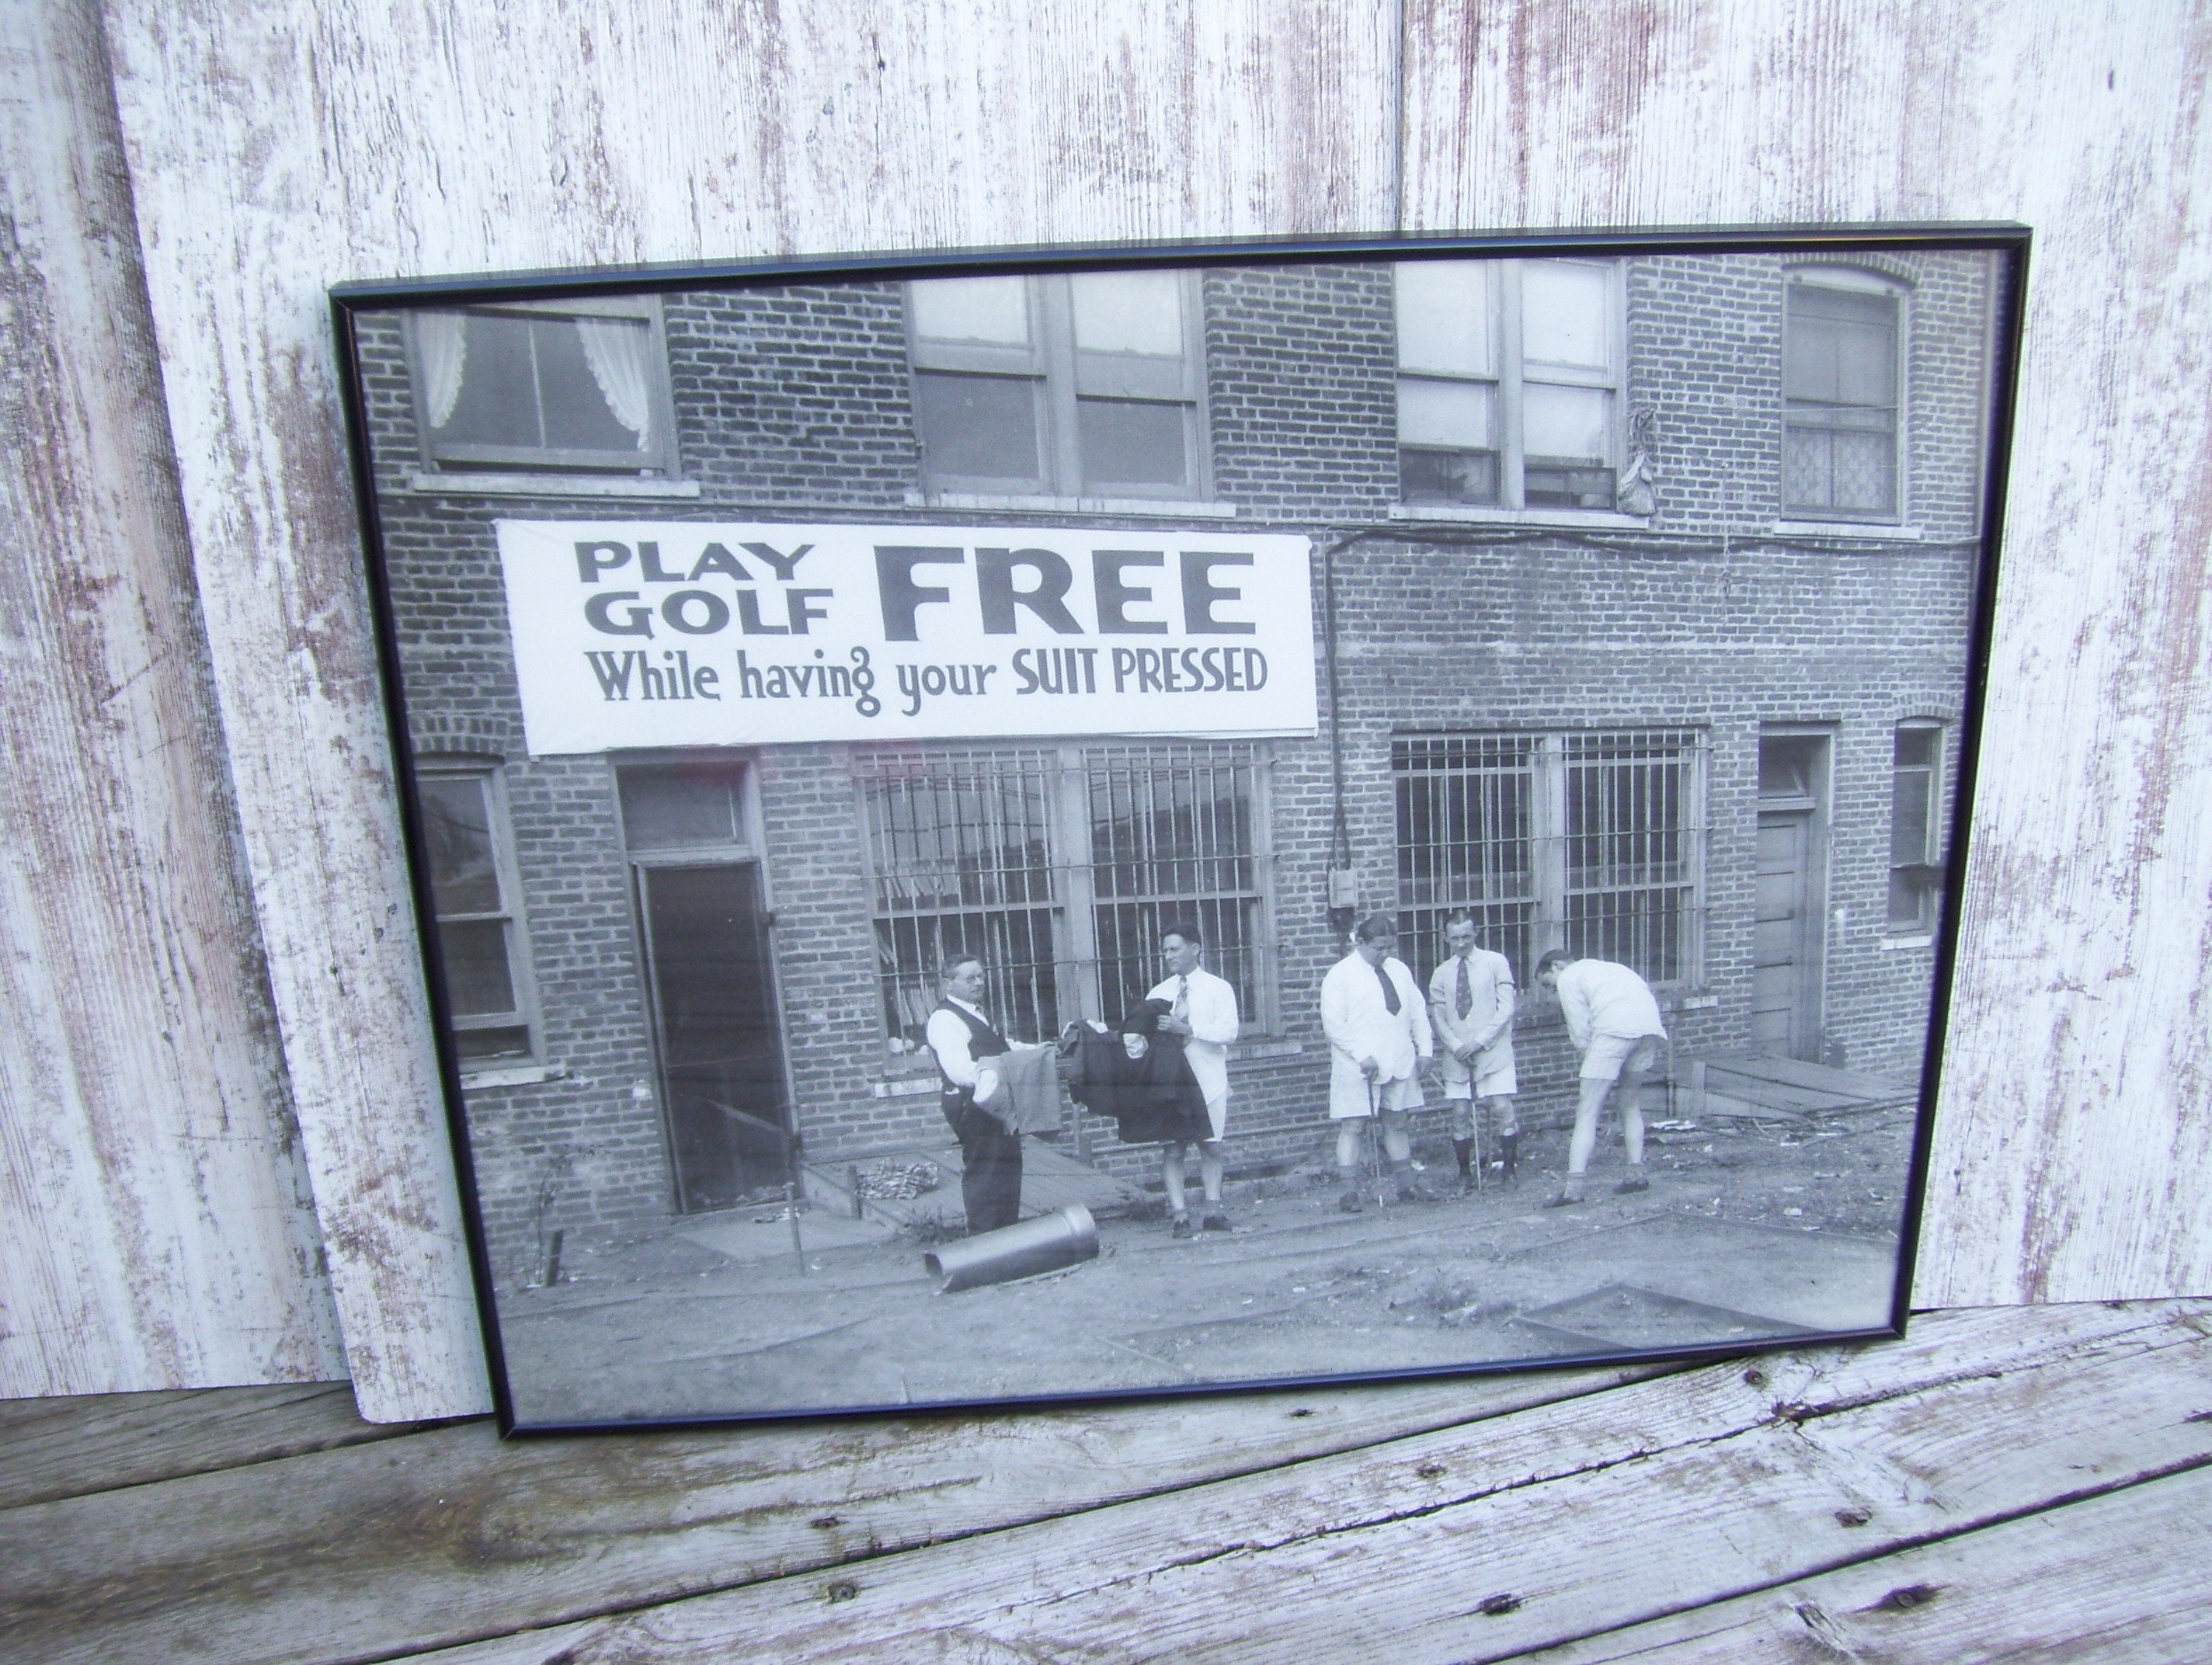 PLAY GOLF FREE
While having your SUIT PRESSED